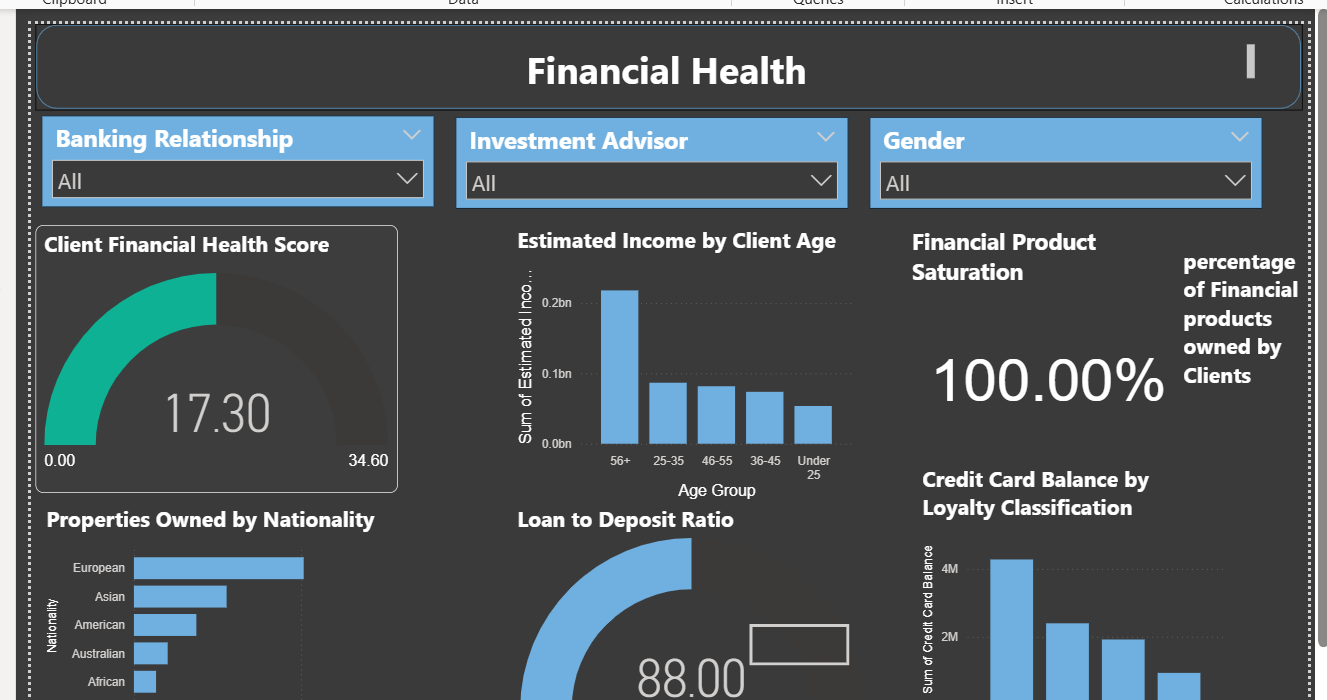 Clipboard
Data
Queries
Insert
Calculations
Financial Health
Banking Relationship
All
Investment Advisor
All
Gender
All
Client Financial Health Score
17.30
0.00
34.60
Estimated Income by Client Age
Sum of Estimated Inco...
0.2bn
0.1bn
0.0bn
56+
25-35
46-55
36-45
Under
25
Age Group
Financial Product
Saturation
100.00%
percentage
of Financial
products
owned by
Clients
Properties Owned by Nationality
Nationality
European
Asian
American
Australian
African
Loan to Deposit Ratio
88.00
Credit Card Balance by
Loyalty Classification
Sum of Credit Card Balance
4M
2M